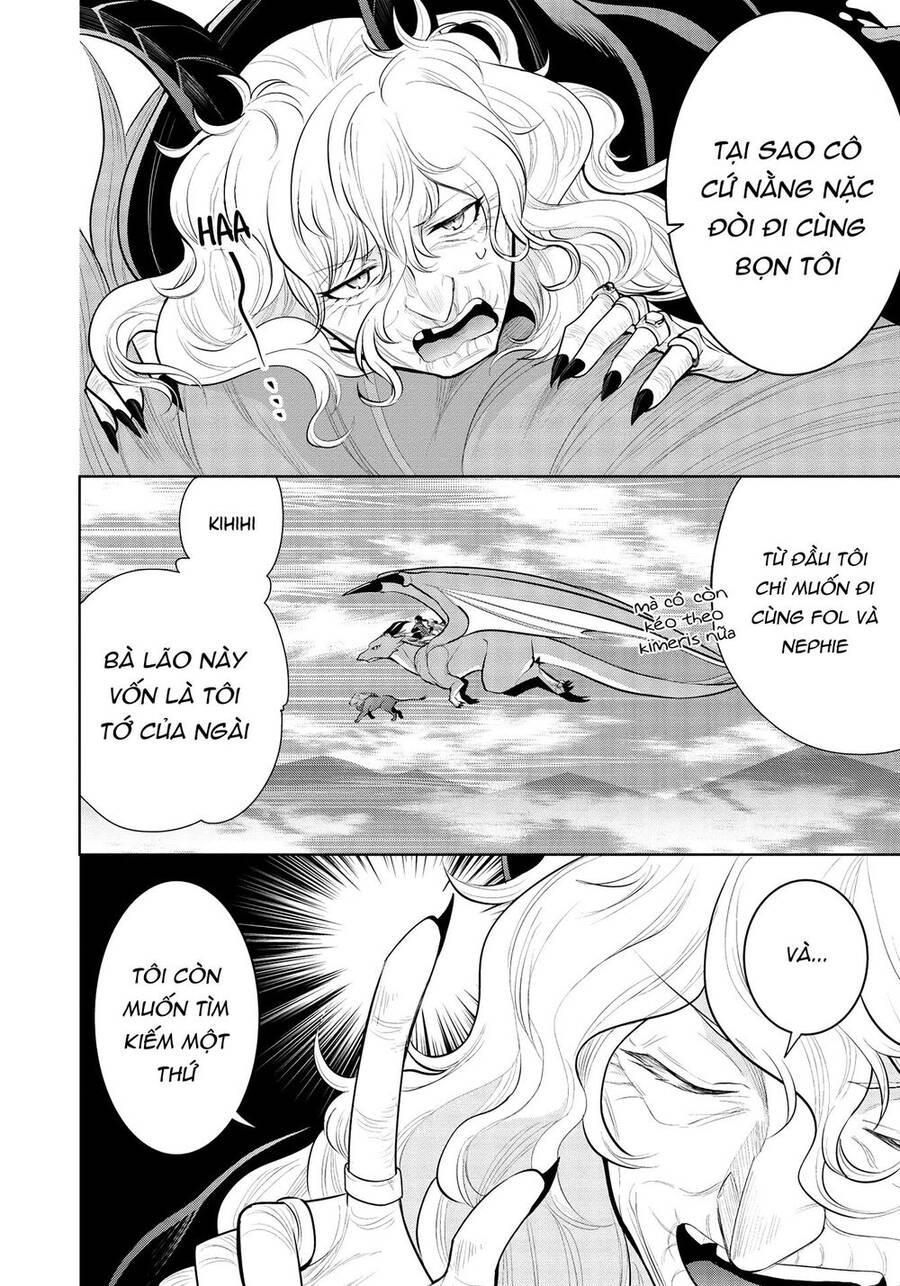 TẠI SAO CÔ
CỨ NẰNG NẶC
ĐÒI ĐI CÙNG
BỌN TÔI
HAA
TỪ ĐẦU TÔI
CHỈ MUỐN ĐI
CÙNG FOL VÀ
NEPHIE
mà cô còn
kéo theo
kimeris nữa
KIHIHI
BÀ LÃO NÀY
VỐN LÀ TÔI
TỚ CỦA NGÀI
VÀ...
TÔI CÒN
MUỐN TÌM
KIẾM MỘT
THỨ